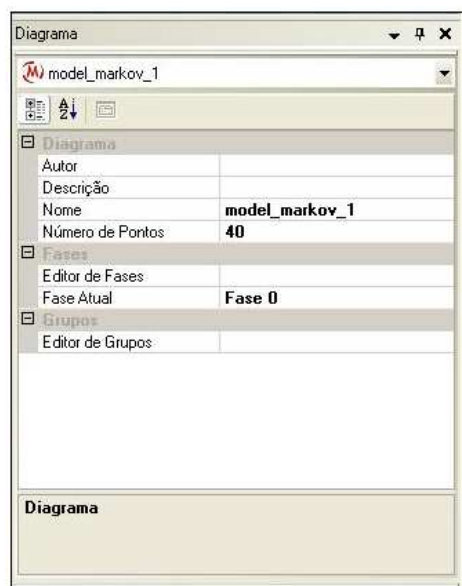 Diagrama
model_markov_1
Diagrama
Autor
Descrição
Nome model_markov_1
Número de Pontos 40
Fases
Editor de Fases
Fase Atual Fase 0
Grupos
Editor de Grupos
Diagrama